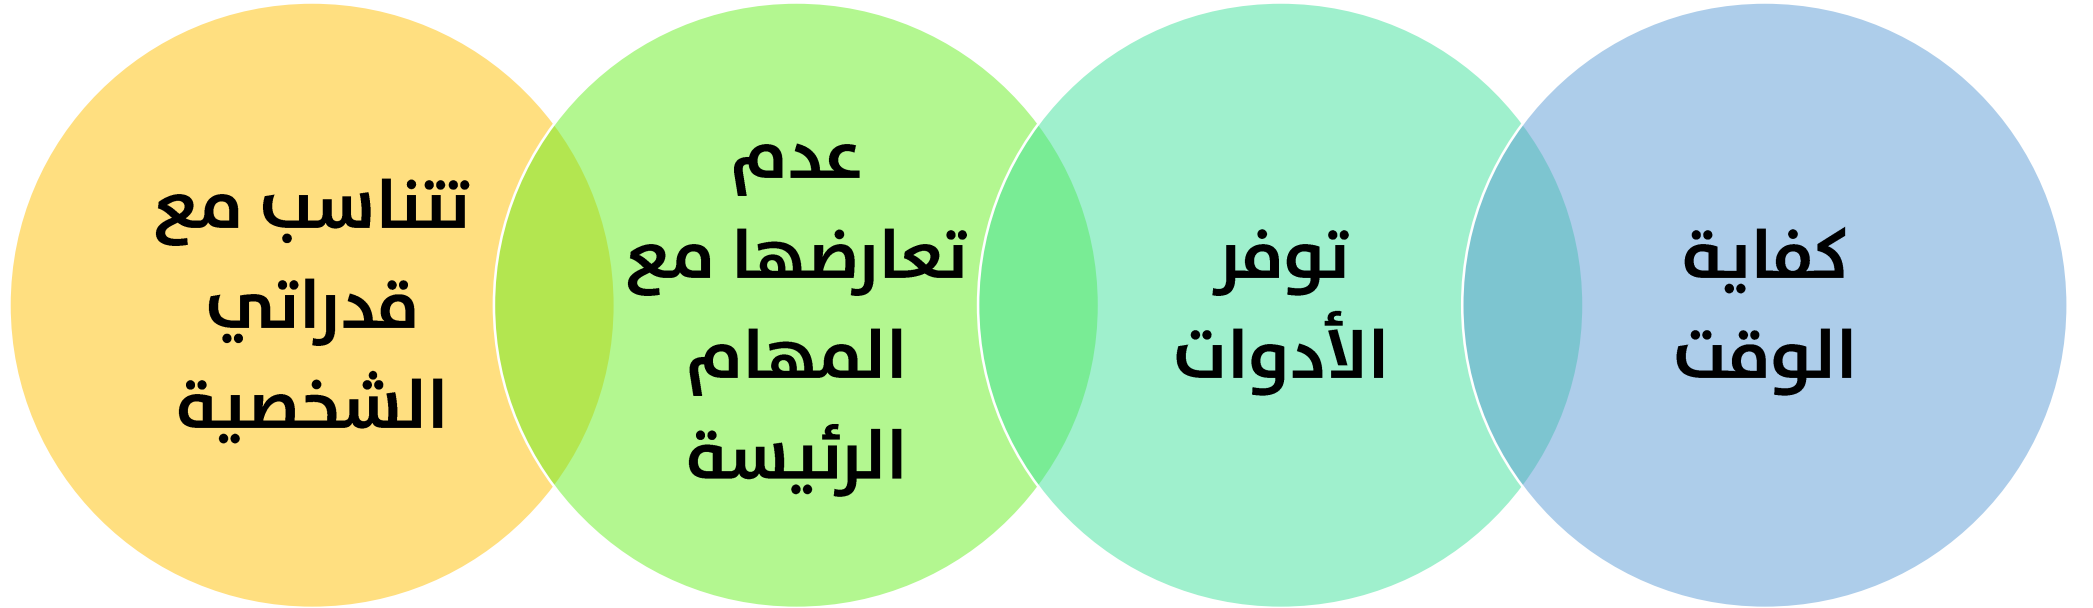 كفاية
الوقت
توفر
الأدوات
عدم
تعارضها مع
المهام
الرئيسة
تتناسب مع
قدراتي
الشخصية